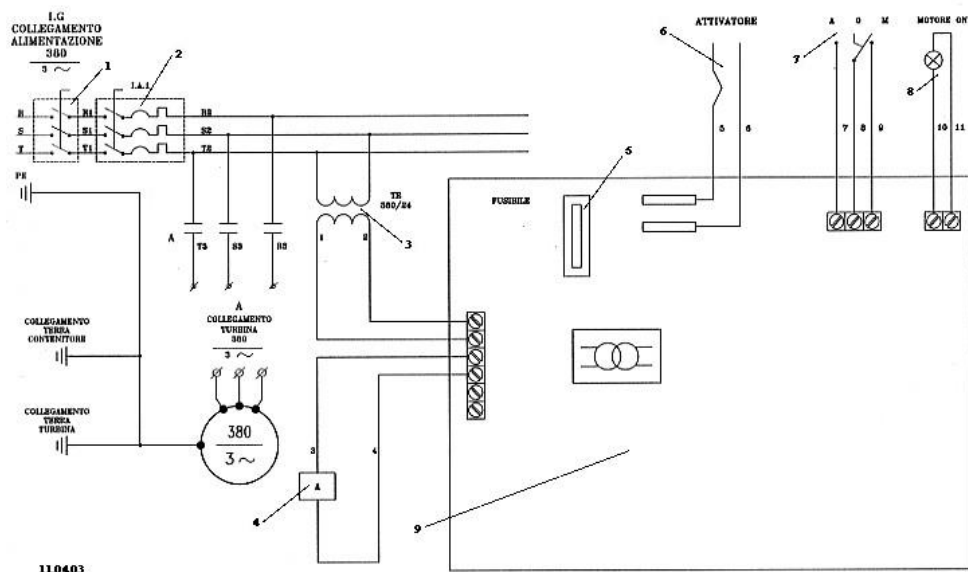 I.G
COLLEGAMENTO
ALIMENTAZIONE
380
3 ~
1
2
I.A.1
R
R1
R2
S
S1
S2
T
T1
T2
PE
ATTIVATORE
6
5
6
A O M
7
7
8
9
MOTORE ON
8
10
11
TR
380/24
3
1
2
FUSIBILE
5
A
T3
S3
R3
A
COLLEGAMENTO
TURBINA
380
3 ~
COLLEGAMENTO
TERRA
CONTENITORE
COLLEGAMENTO
TERRA
TURBINA
380
3 ~
3
4
A
4
9
110403